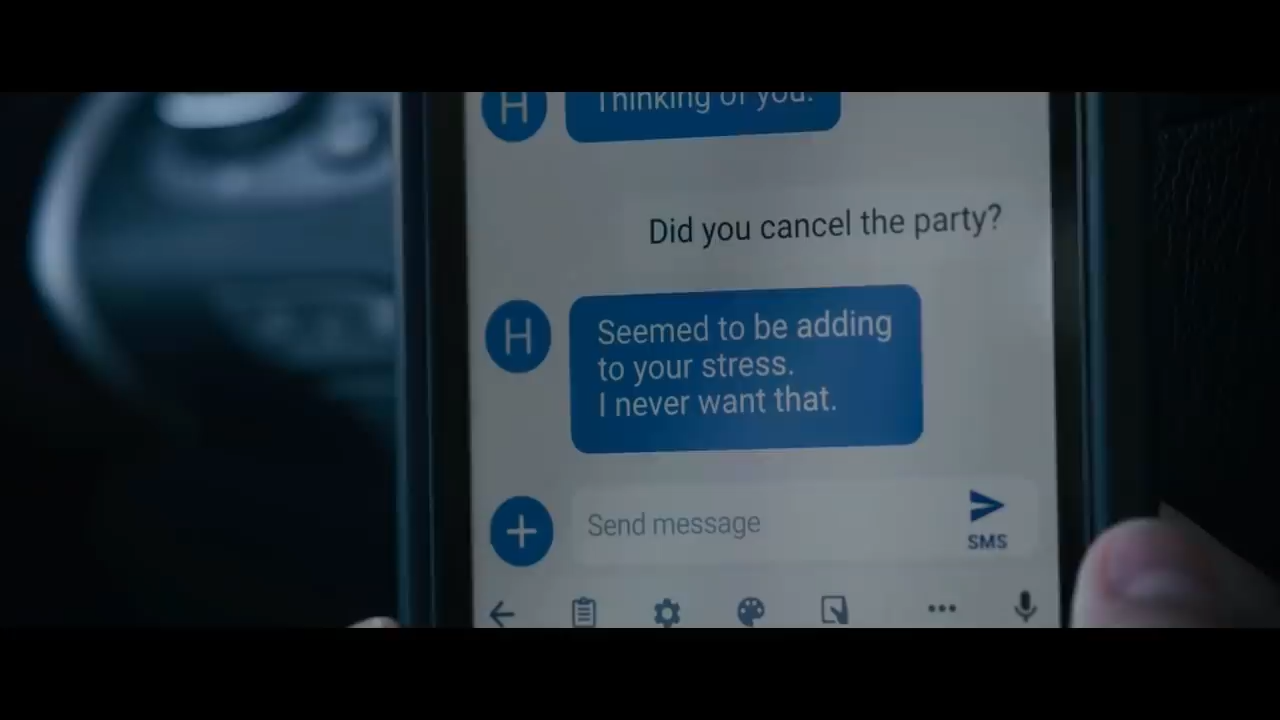 H
Thinking of you.
Did you cancel the party?
H
Seemed to be adding
to your stress.
I never want that.
Send message
SMS